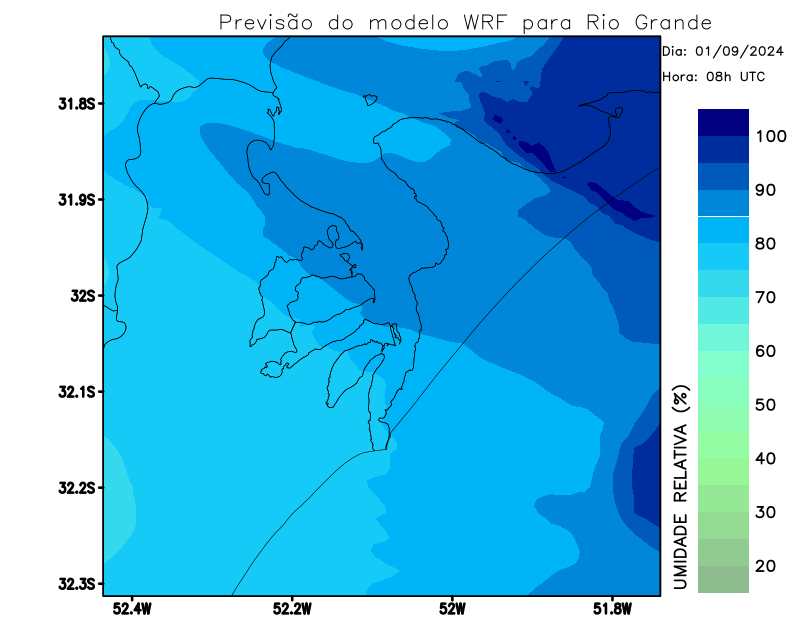 Previsão do modelo WRF para Rio Grande
Dia: 01/09/2024
Hora: 08h UTC
31.8S
31.9S
32S
32.1S
32.2S
32.3S
52.4W
52.2W
52W
51.8W
UMIDADE RELATIVA (%)
100
90
80
70
60
50
40
30
20